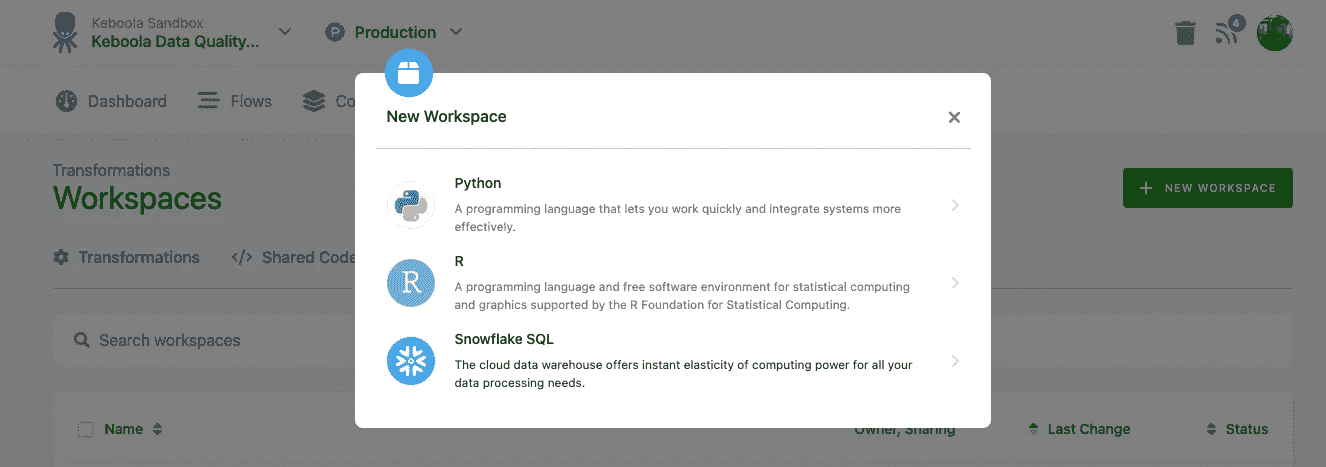 Keboola Sandbox
Keboola Data Quality...
P Production
4
Dashboard
Flows
Co
New Workspace
Transformations
Workspaces
Python
A programming language that lets you work quickly and integrate systems more
effectively.
NEW WORKSPACE
Transformations
</> Shared Code
R
R
A programming language and free software environment for statistical computing
and graphics supported by the R Foundation for Statistical Computing.
Search workspaces
Snowflake SQL
The cloud data warehouse offers instant elasticity of computing power for all your
data processing needs.
Name
Owner, Sharing
Last Change
Status